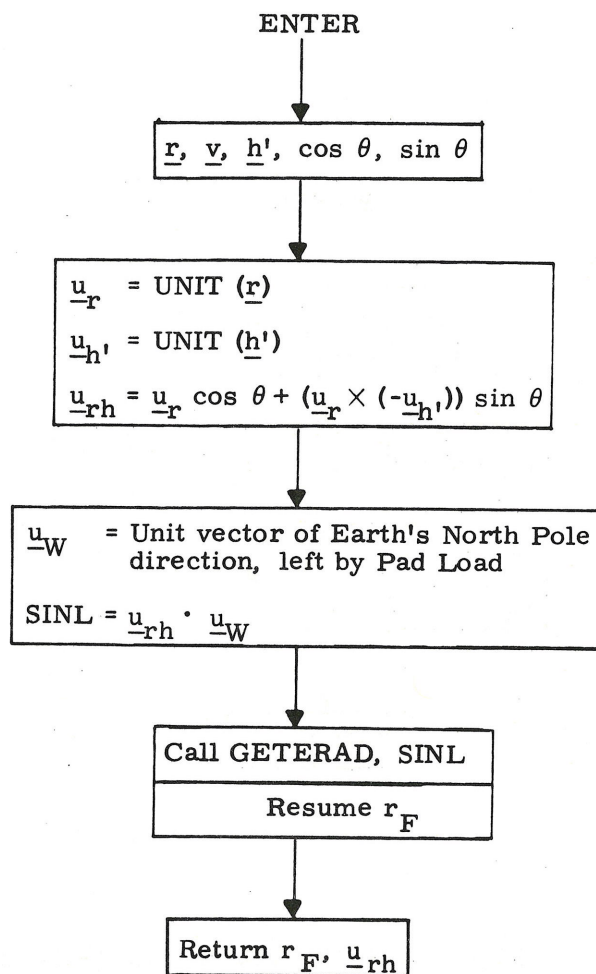 ENTER
r, v, h', cos θ, sin θ
u_r = UNIT (r)
u_h' = UNIT (h')
u_rh = u_r cos θ + (u_r × (-u_h')) sin θ
u_W = Unit vector of Earth's North Pole
direction, left by Pad Load
SINL = u_rh · u_W
Call GETERAD, SINL
Resume r_F
Return r_F, u_rh